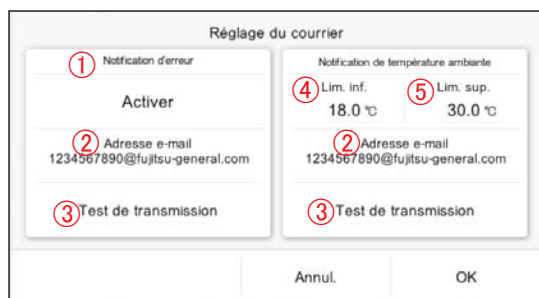 Réglage du courrier
① Notification d'erreur
Activer
② Adresse e-mail
1234567890@fujitsu-general.com
③ Test de transmission
Notification de température ambiante
④ Lim. inf. ⑤ Lim. sup.
18.0 °C 30.0 °C
② Adresse e-mail
1234567890@fujitsu-general.com
③ Test de transmission
Annul. OK